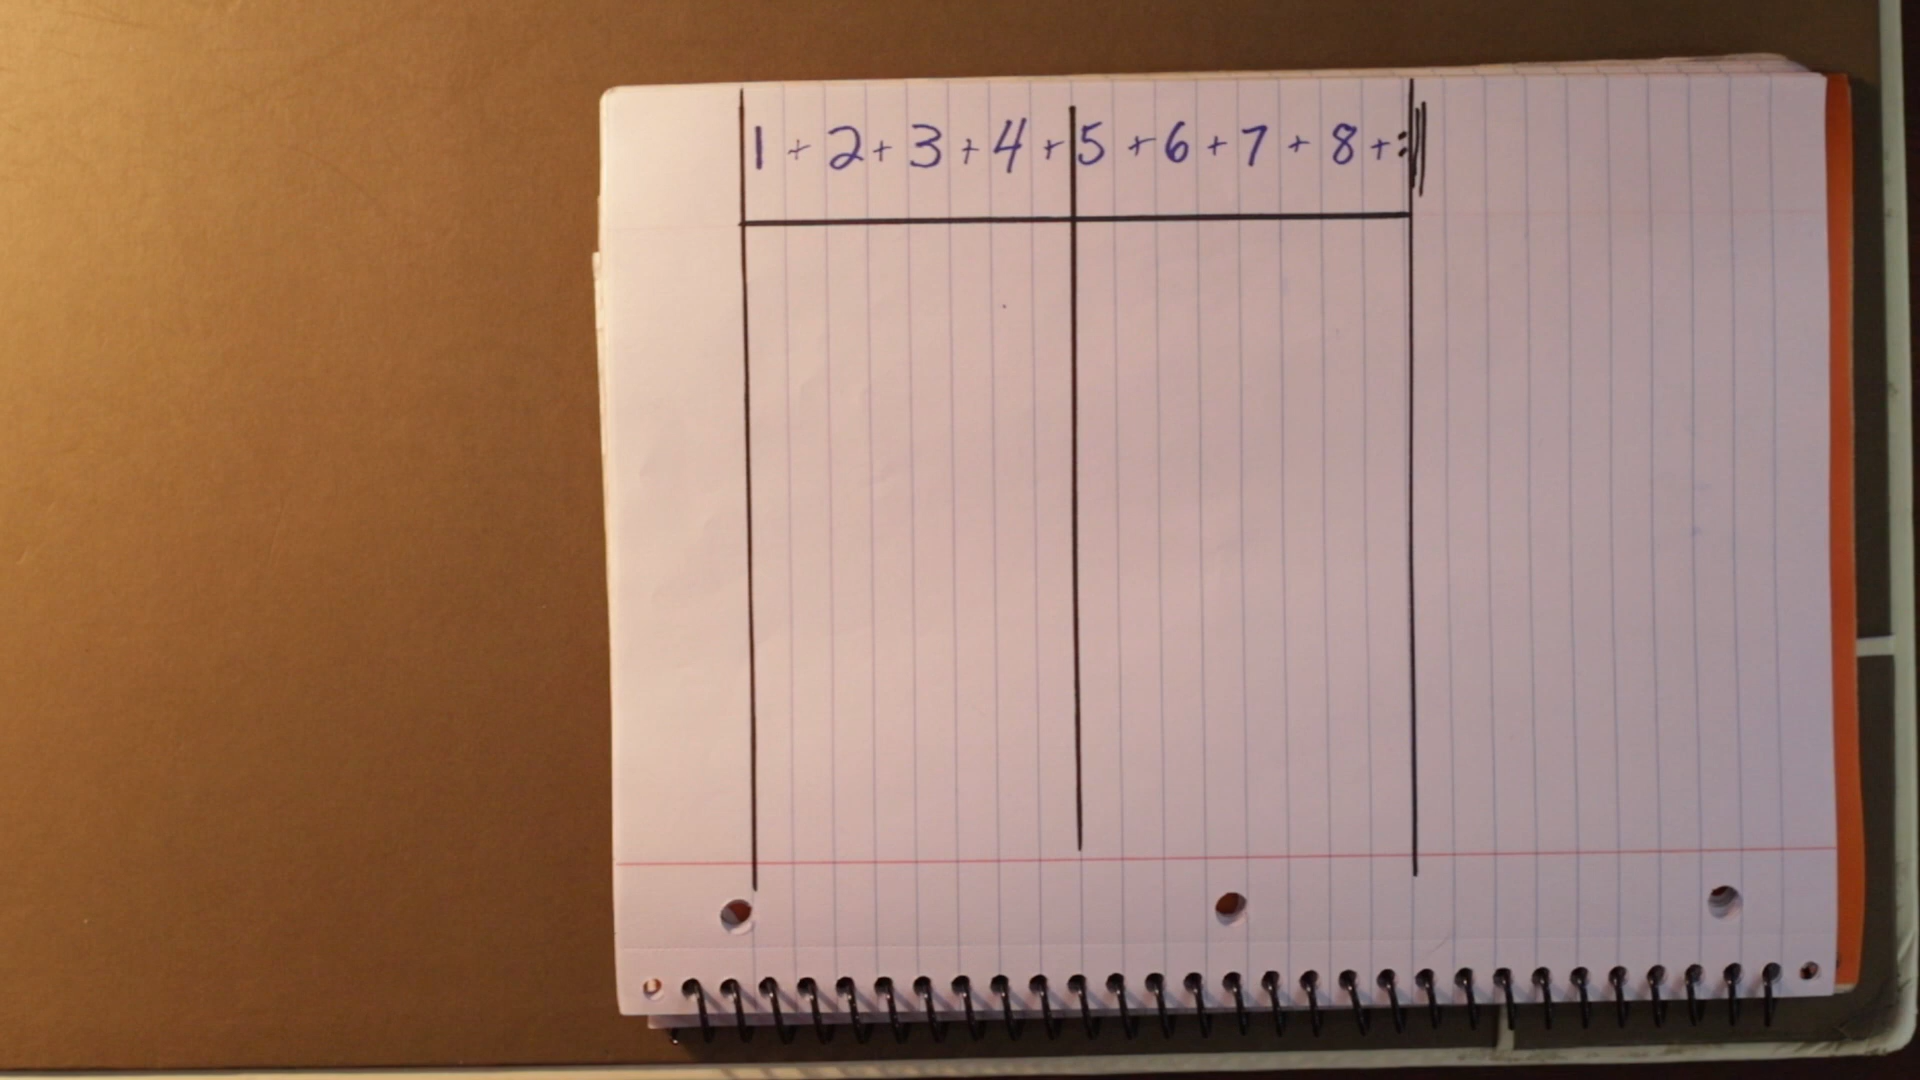 1 + 2 + 3 + 4 + 5 + 6 + 7 + 8 + :